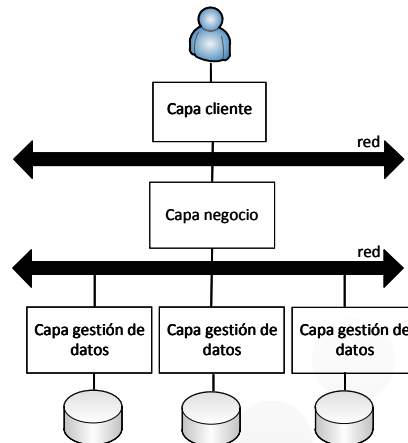 Capa cliente
red
Capa negocio
red
Capa gestión de
datos
Capa gestión de
datos
Capa gestión de
datos